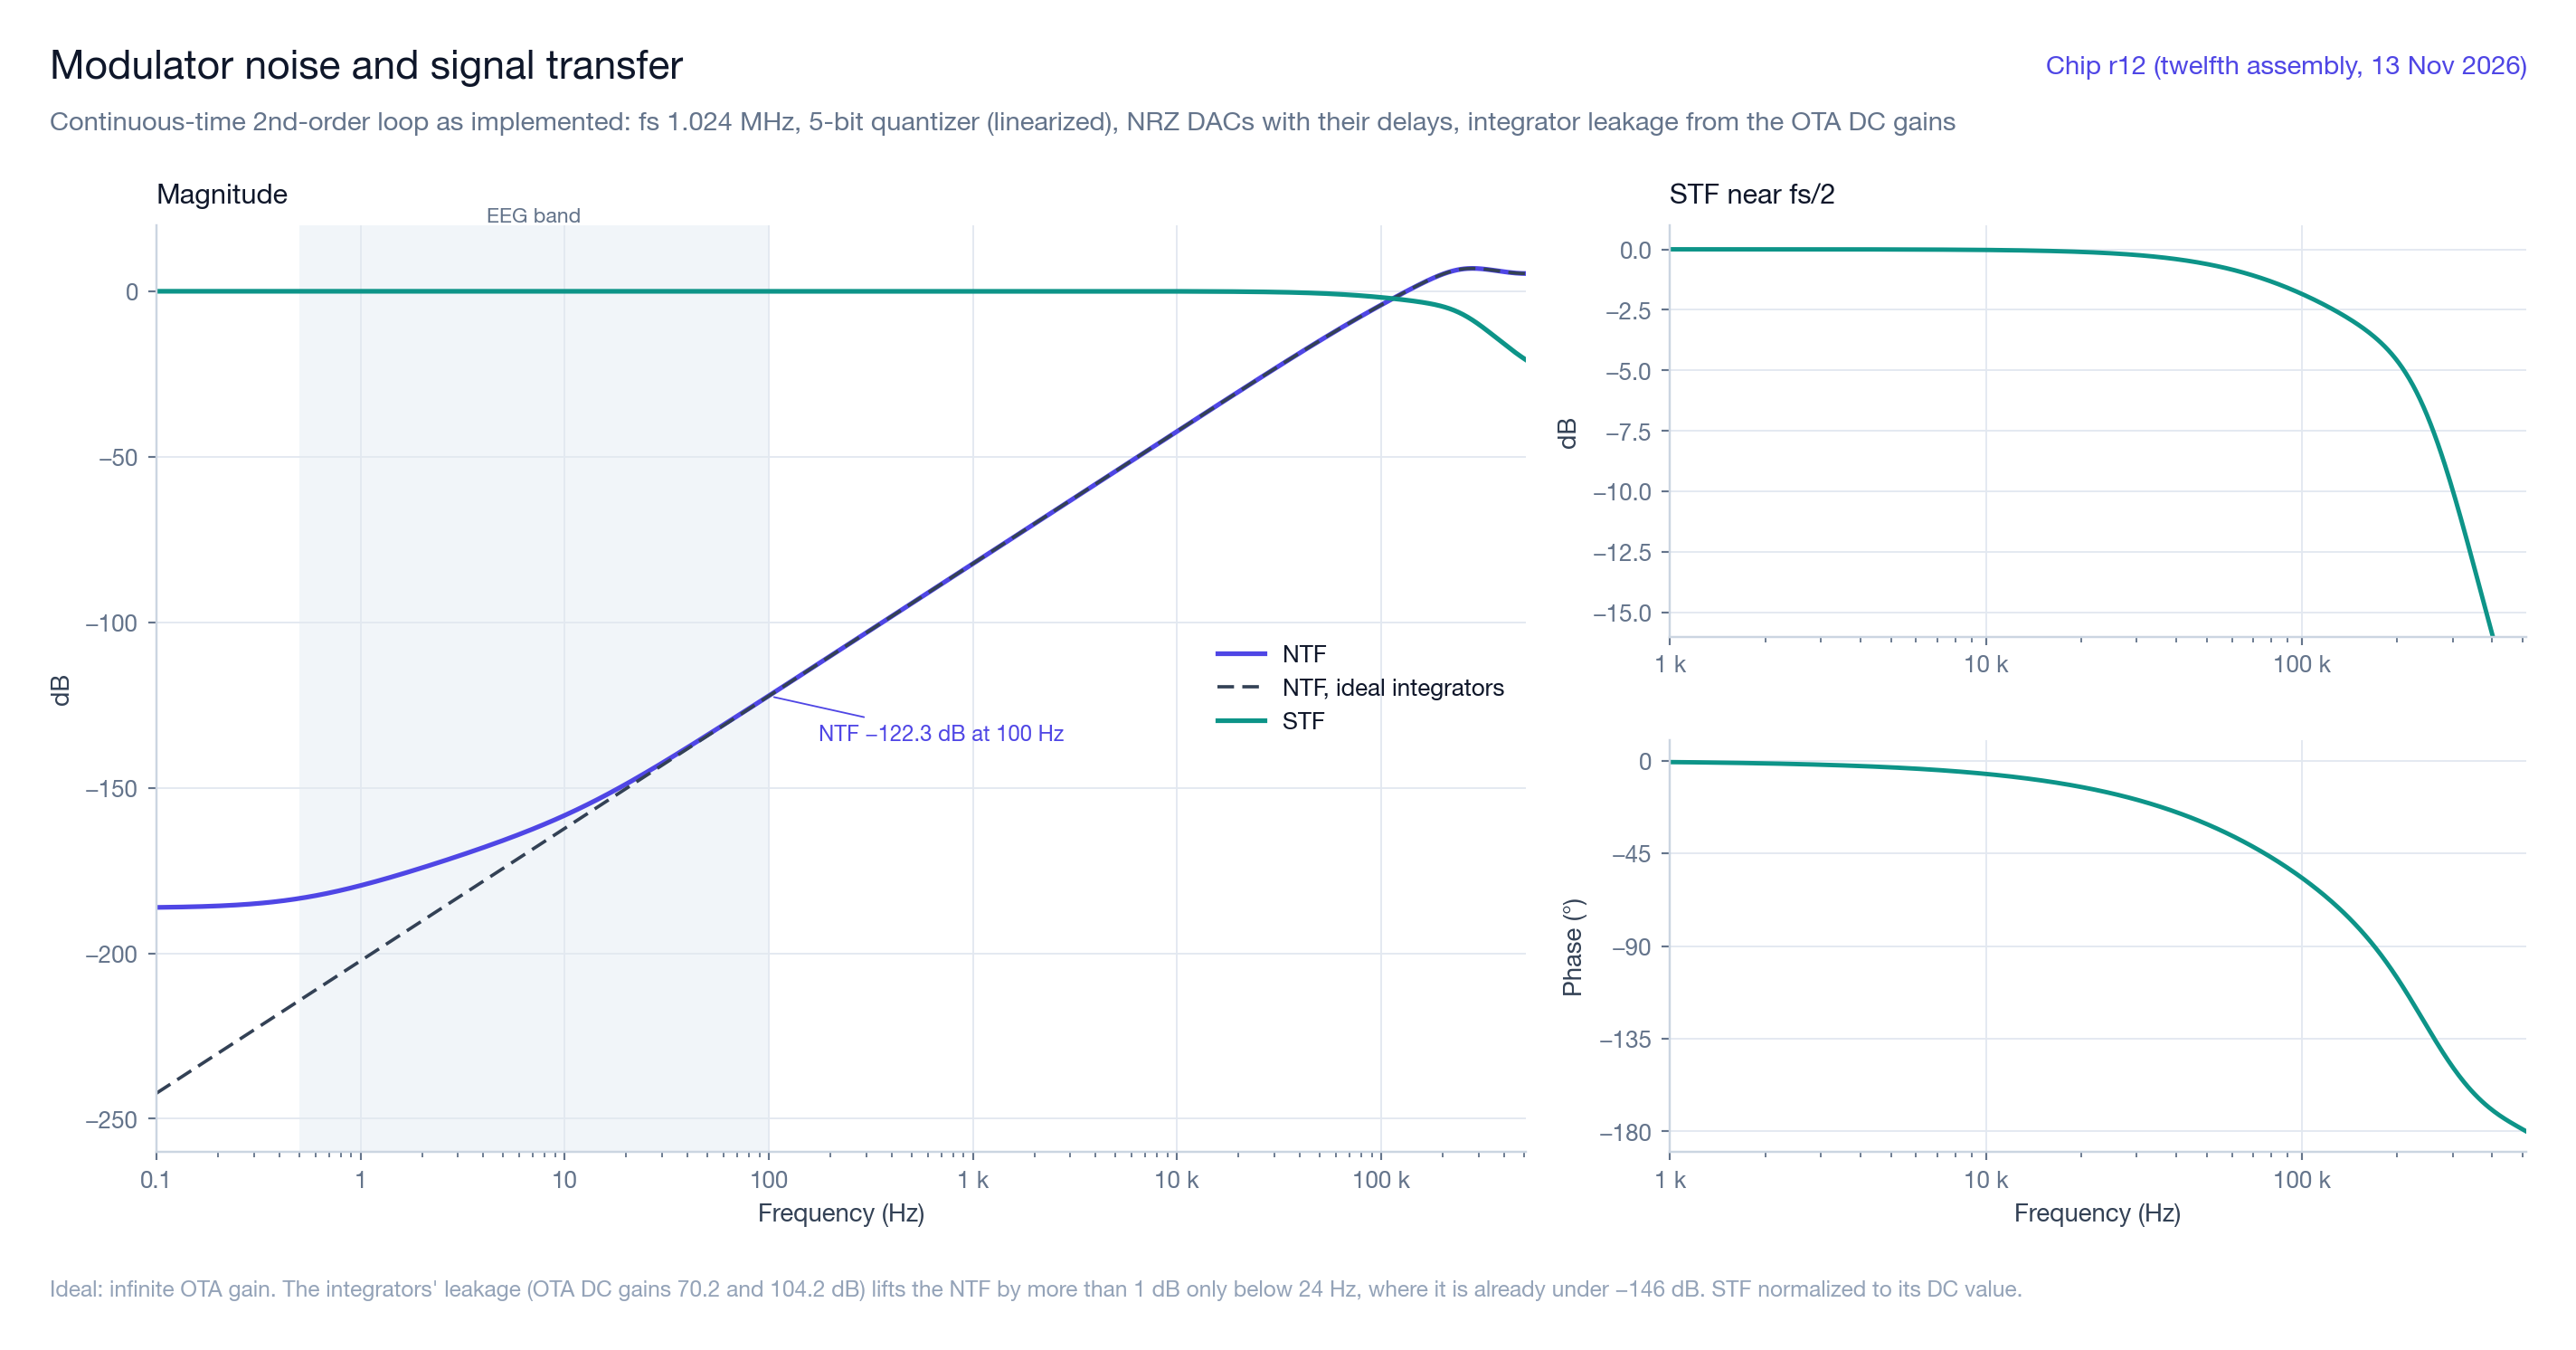 Modulator noise and signal transfer
Chip r12 (twelfth assembly, 13 Nov 2026)
Continuous-time 2nd-order loop as implemented: fs 1.024 MHz, 5-bit quantizer (linearized), NRZ DACs with their delays, integrator leakage from the OTA DC gains
Magnitude
EEG band
0
−50
−100
−150
−200
−250
dB
NTF
NTF, ideal integrators
STF
NTF −122.3 dB at 100 Hz
0.1
1
10
100
1 k
10 k
100 k
Frequency (Hz)
STF near fs/2
0.0
−2.5
−5.0
−7.5
−10.0
−12.5
−15.0
dB
1 k
10 k
100 k
0
−45
−90
−135
−180
Phase (°)
1 k
10 k
100 k
Frequency (Hz)
Ideal: infinite OTA gain. The integrators' leakage (OTA DC gains 70.2 and 104.2 dB) lifts the NTF by more than 1 dB only below 24 Hz, where it is already under −146 dB. STF normalized to its DC value.